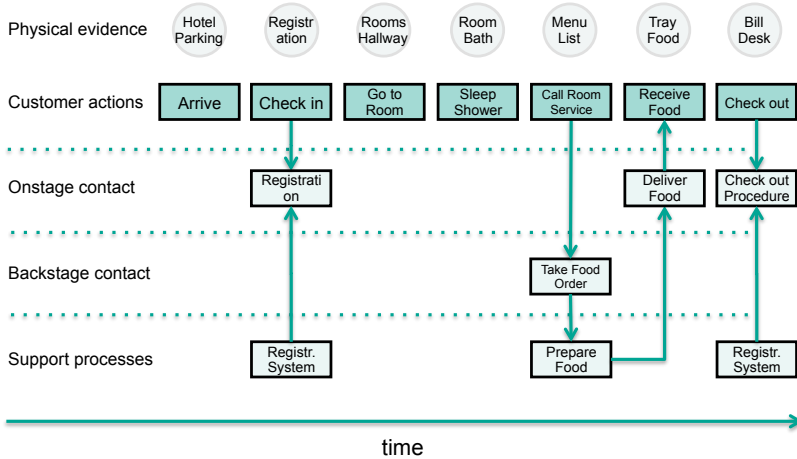 Physical evidence
Hotel
Parking
Registr
ation
Rooms
Hallway
Room
Bath
Menu
List
Tray
Food
Bill
Desk
Customer actions
Arrive
Check in
Go to
Room
Sleep
Shower
Call Room
Service
Receive
Food
Check out
Onstage contact
Registrati
on
Deliver
Food
Check out
Procedure
Backstage contact
Take Food
Order
Support processes
Registr.
System
Prepare
Food
Registr.
System
time